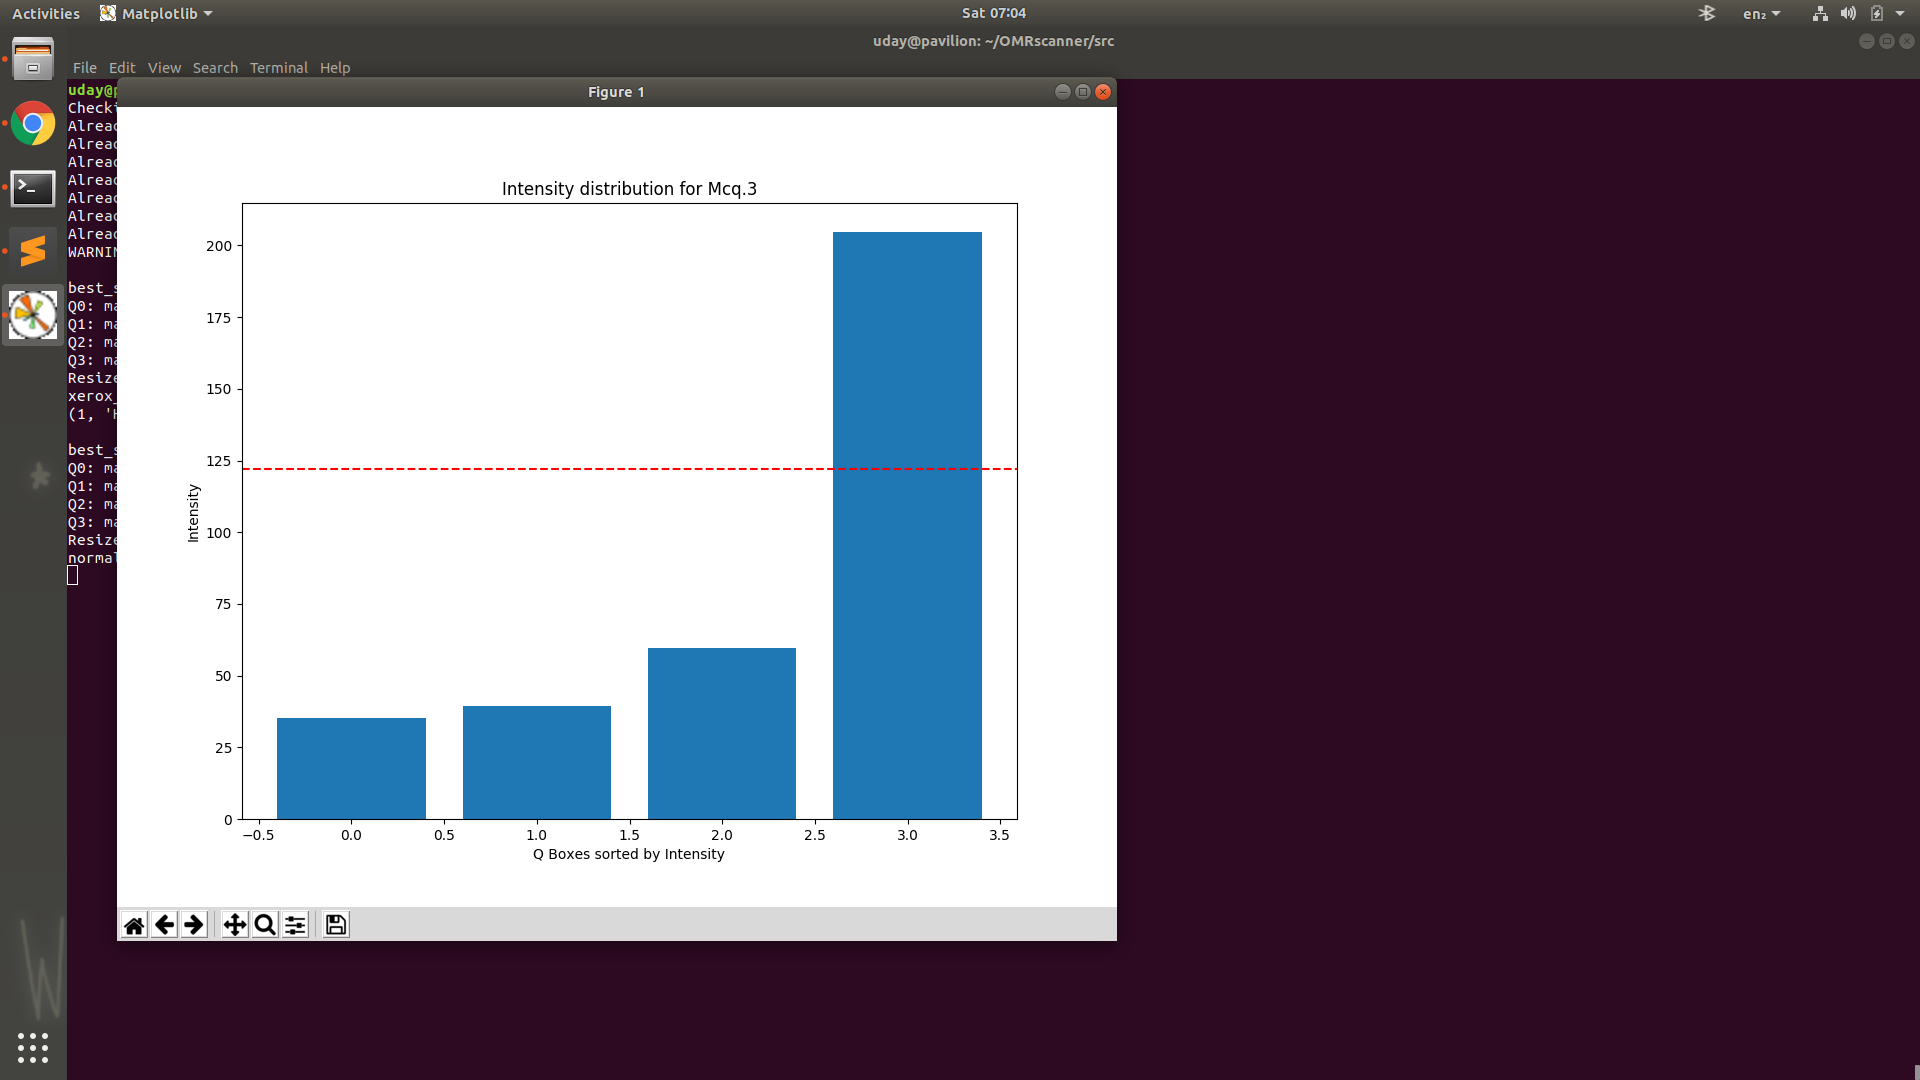 Activities Matplotlib Sat 07:04 en₂
uday@pavilion: ~/OMRscanner/src
File Edit View Search Terminal Help
uday@
Figure 1
Check
Alread
Alread
Alread
Alread
Alread
Alread
Alread
WARNIN
best_s
Q0: ma
Q1: ma
Q2: ma
Q3: ma
Resize
xerox_
(1, '
best_s
Q0: ma
Q1: ma
Q2: ma
Q3: ma
Resize
normal
Intensity distribution for Mcq.3
200
175
150
125
100
75
50
25
0
Intensity
−0.5 0.0 0.5 1.0 1.5 2.0 2.5 3.0 3.5
Q Boxes sorted by Intensity